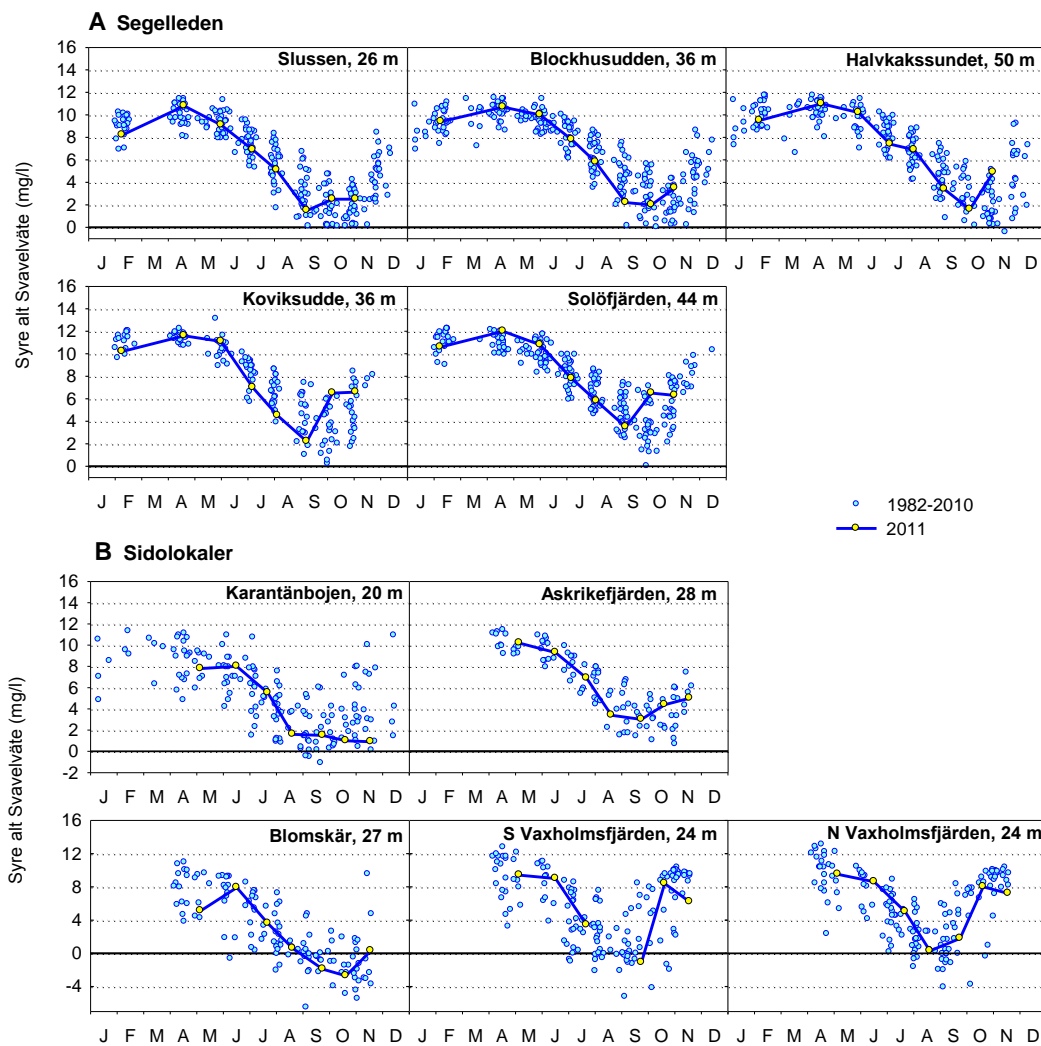 A Segelleden
Syre alt Svavelväte (mg/l)
16
14
12
10
8
6
4
2
0
Slussen, 26 m
Blockhusudden, 36 m
Halvkakssundet, 50 m
J F M A M J J A S O N D
J F M A M J J A S O N D
J F M A M J J A S O N D
16
14
12
10
8
6
4
2
0
Koviksudde, 36 m
Solöfjärden, 44 m
J F M A M J J A S O N D
J F M A M J J A S O N D
1982-2010
2011
B Sidolokaler
Syre alt Svavelväte (mg/l)
16
14
12
10
8
6
4
2
0
-2
Karantänbojen, 20 m
Askrikefjärden, 28 m
J F M A M J J A S O N D
J F M A M J J A S O N D
16
12
8
4
0
-4
Blomskär, 27 m
S Vaxholmsfjärden, 24 m
N Vaxholmsfjärden, 24 m
J F M A M J J A S O N D
J F M A M J J A S O N D
J F M A M J J A S O N D